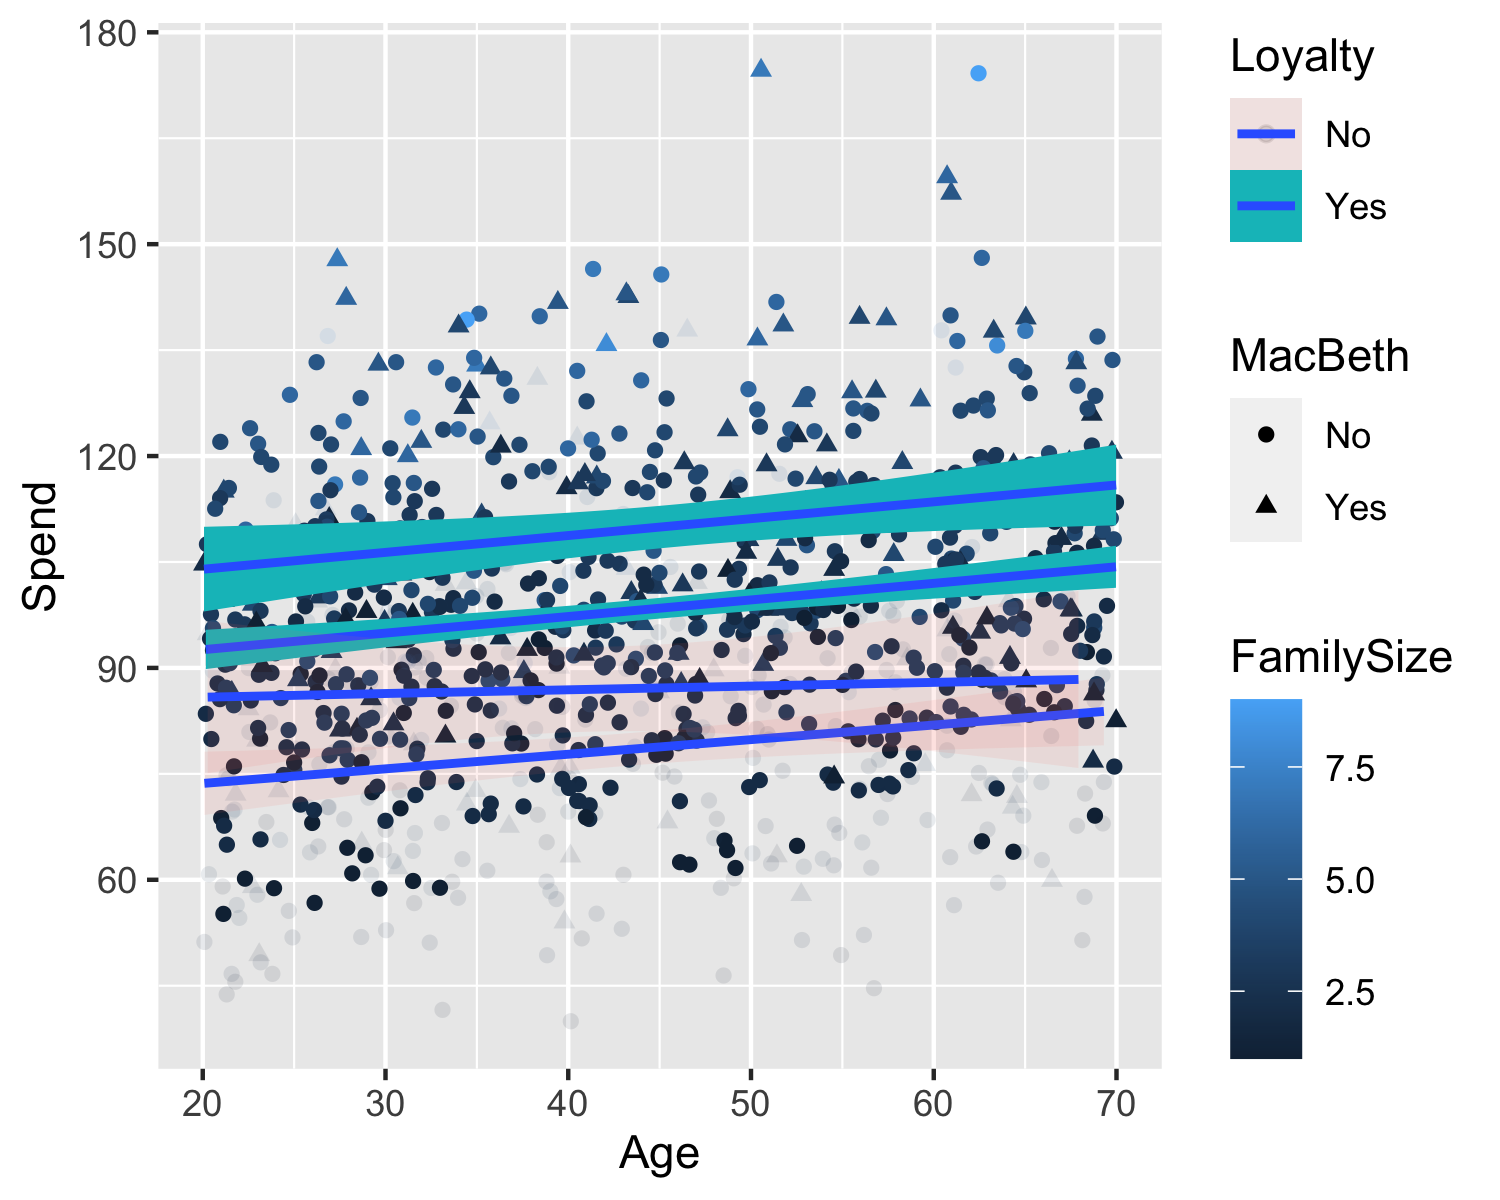 180
150
120
90
60
Spend
20 30 40 50 60 70
Age
Loyalty
No
Yes
MacBeth
No
Yes
FamilySize
7.5
5.0
2.5